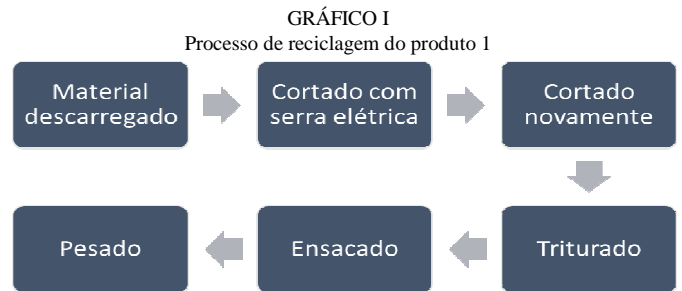 GRÁFICO I
Processo de reciclagem do produto 1
Material
descarregado
Cortado com
serra elétrica
Cortado
novamente
Triturado
Ensacado
Pesado